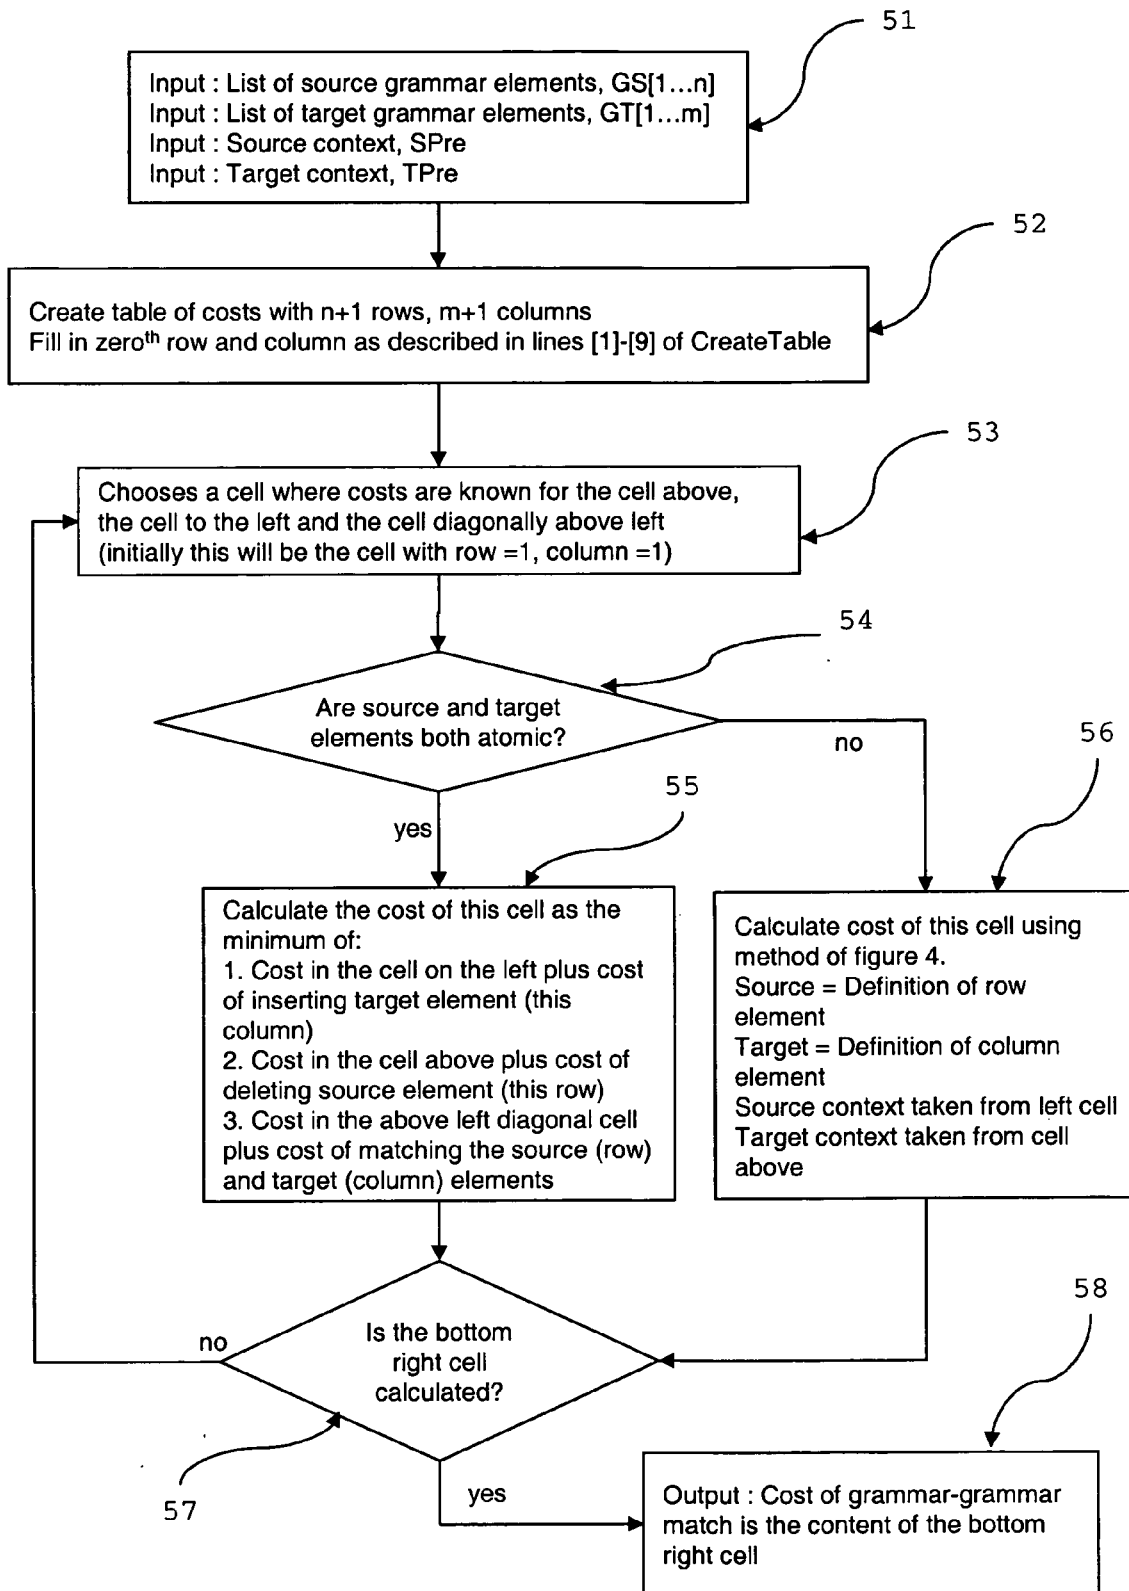 51
Input : List of source grammar elements, GS[1...n]
Input : List of target grammar elements, GT[1...m]
Input : Source context, SPre
Input : Target context, TPre
52
Create table of costs with n+1 rows, m+1 columns
Fill in zeroth row and column as described in lines [1]-[9] of CreateTable
53
Chooses a cell where costs are known for the cell above,
the cell to the left and the cell diagonally above left
(initially this will be the cell with row =1, column =1)
54
Are source and target
elements both atomic?
no
56
55
yes
Calculate the cost of this cell as the
minimum of:
1. Cost in the cell on the left plus cost
of inserting target element (this
column)
2. Cost in the cell above plus cost of
deleting source element (this row)
3. Cost in the above left diagonal cell
plus cost of matching the source (row)
and target (column) elements
Calculate cost of this cell using
method of figure 4.
Source = Definition of row
element
Target = Definition of column
element
Source context taken from left cell
Target context taken from cell
above
58
no
Is the bottom
right cell
calculated?
57
yes
Output : Cost of grammar-grammar
match is the content of the bottom
right cell